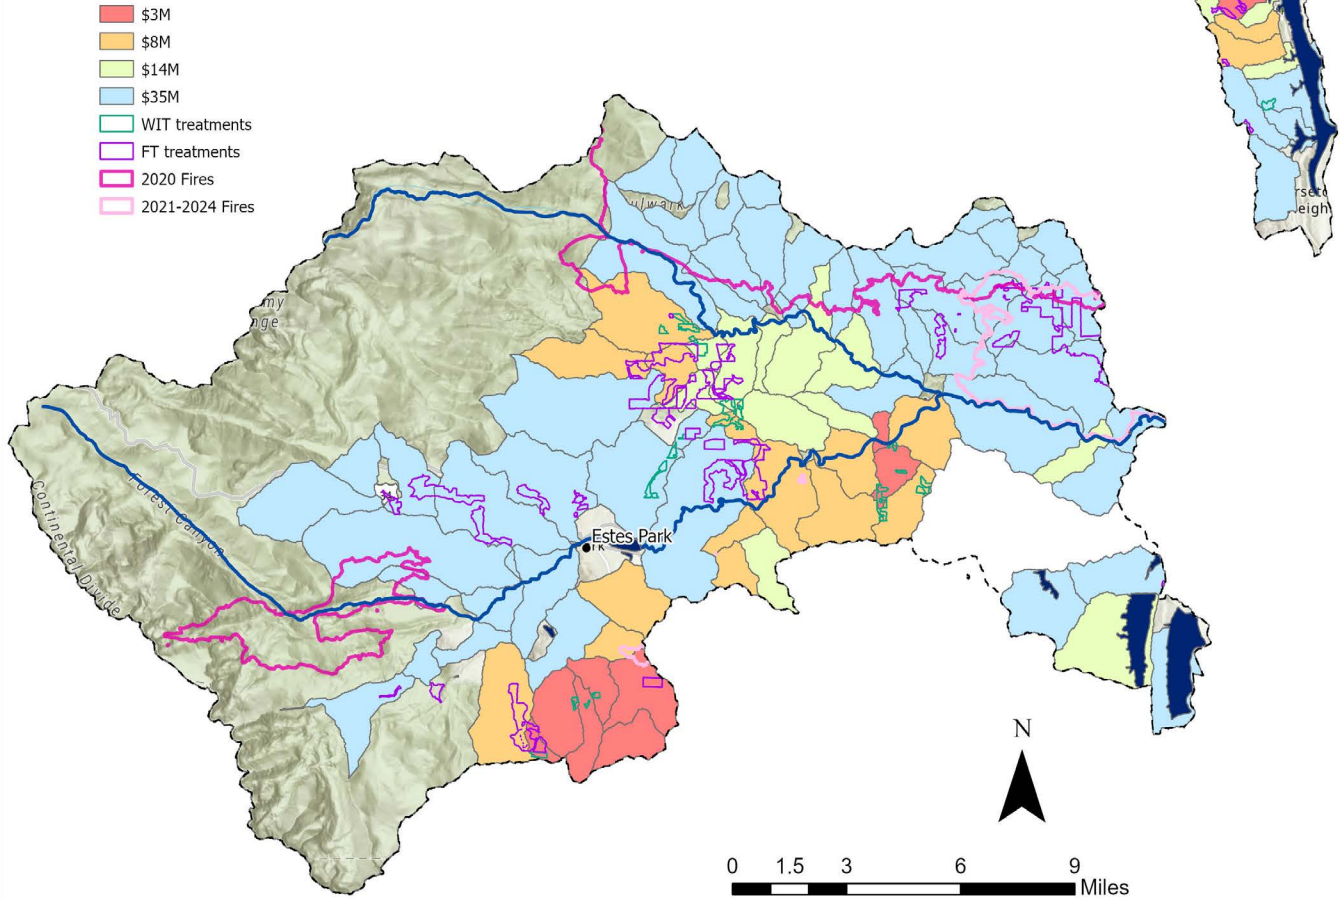 $3M
$8M
$14M
$35M
WIT treatments
FT treatments
2020 Fires
2021-2024 Fires
Forest Canyon
Continental Divide
Estes Park
N
0 1.5 3 6 9
Miles